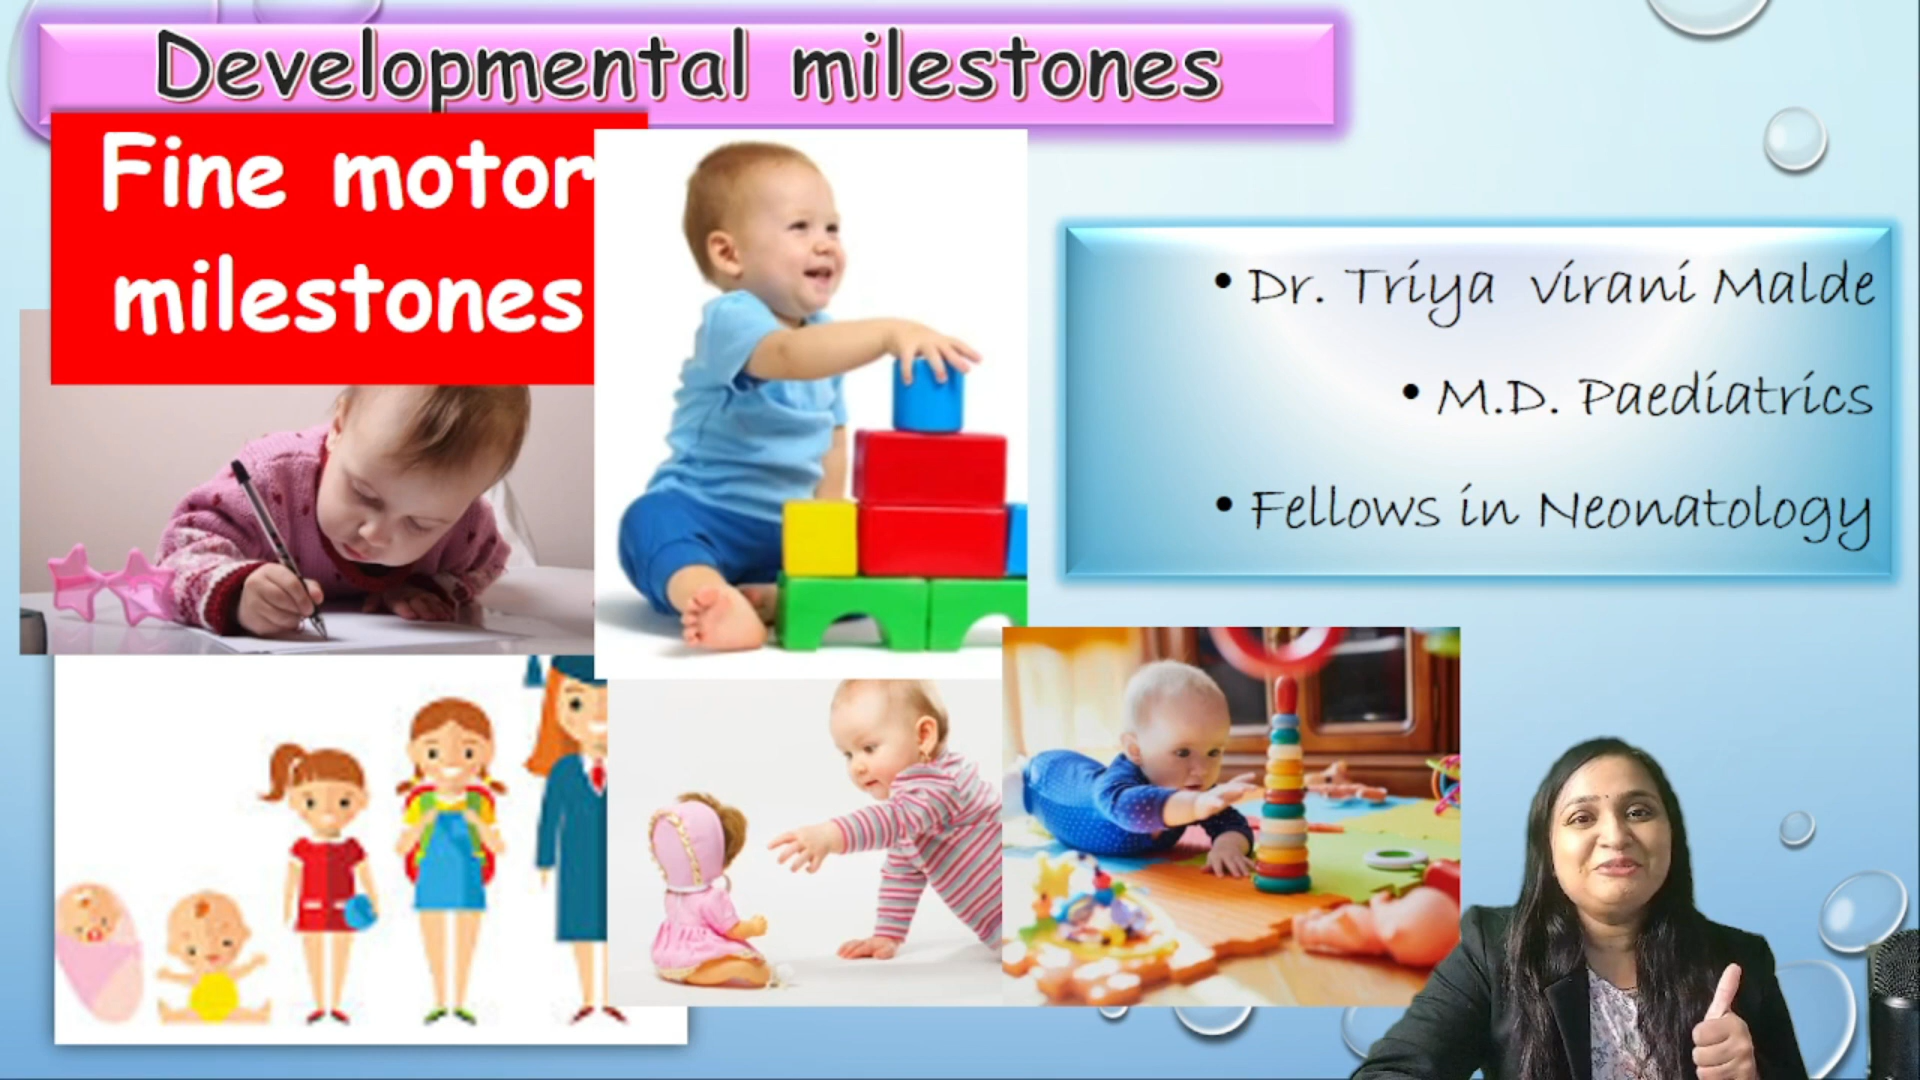 Developmental milestones
Fine motor
milestones
• Dr. Triya virani Malde
• M.D. Paediatrics
• Fellows in Neonatology